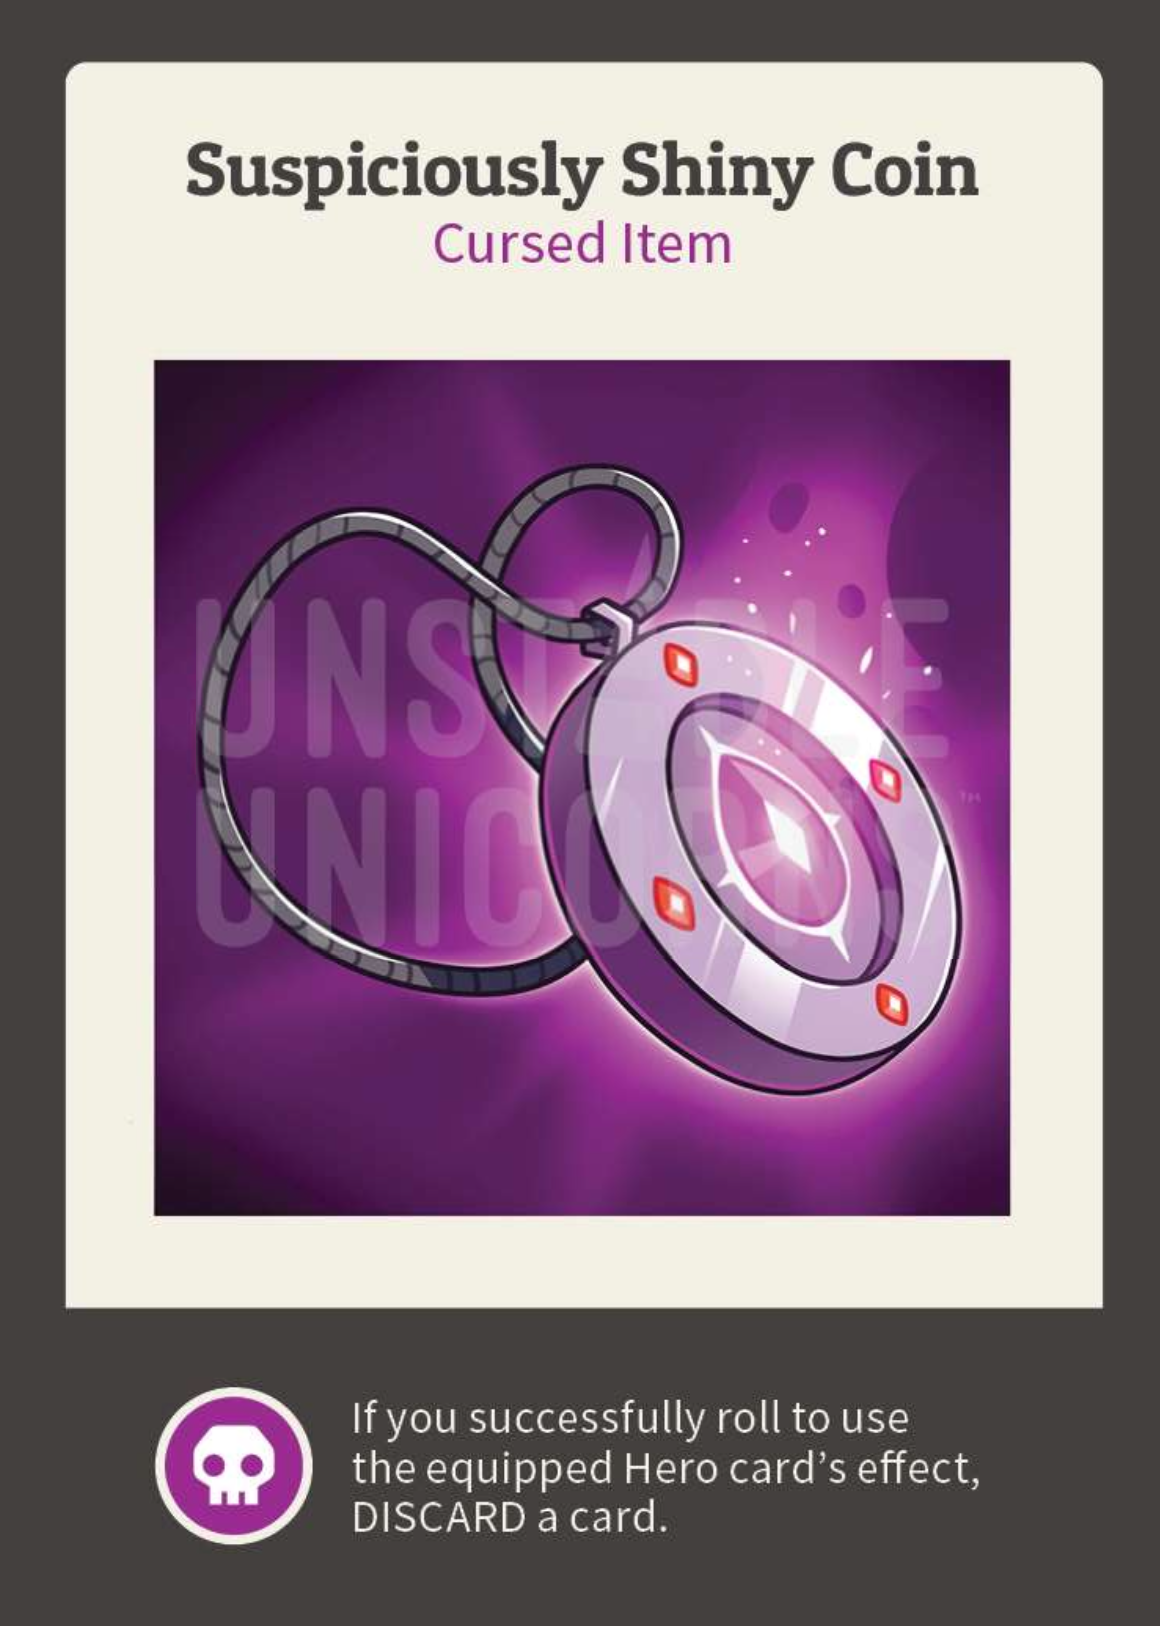 Suspiciously Shiny Coin
Cursed Item
UNSTABLE
UNICORNS
TM
If you successfully roll to use
the equipped Hero card’s effect,
DISCARD a card.